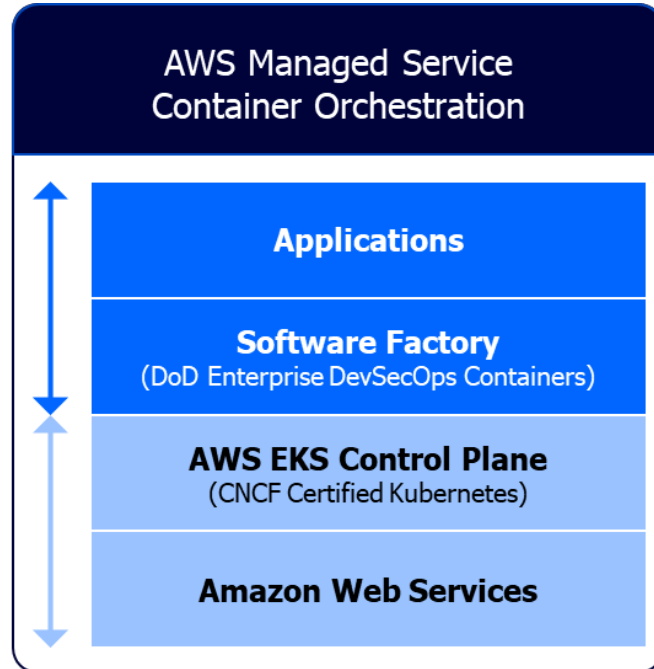 AWS Managed Service
Container Orchestration
Applications
Software Factory
(DoD Enterprise DevSecOps Containers)
AWS EKS Control Plane
(CNCF Certified Kubernetes)
Amazon Web Services